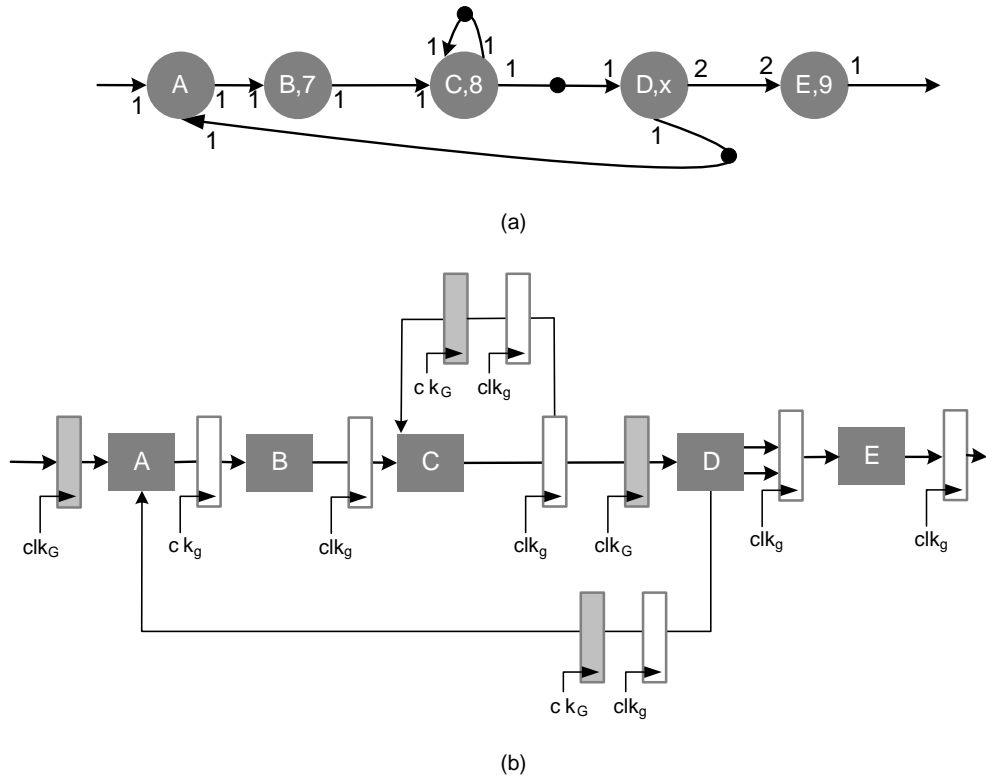 1 1 1
A B,7 C,8 D,x E,9
1 1 1 1 1 1 2 2 1
1 1
(a)
c k_G clk_g
A B C D E
clk_G c k_g clk_g clk_g clk_G clk_g clk_g
c k_G clk_g
(b)